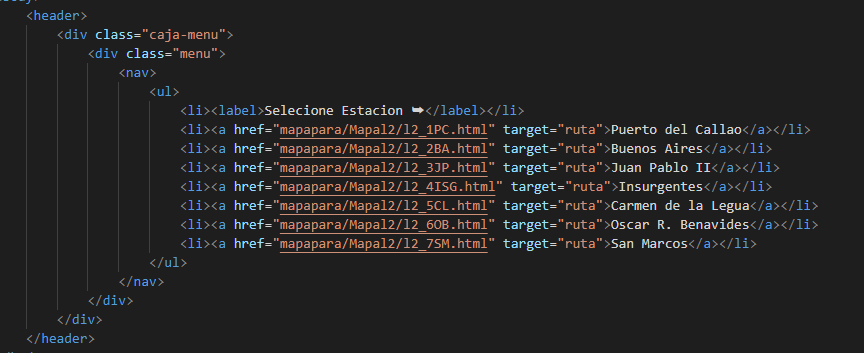 <header>
<div class="caja-menu">
<div class="menu">
<nav>
<ul>
<li><label>Selecione Estacion ➥</label></li>
<li><a href="mapapara/Mapal2/l2_1PC.html" target="ruta">Puerto del Callao</a></li>
<li><a href="mapapara/Mapal2/l2_2BA.html" target="ruta">Buenos Aires</a></li>
<li><a href="mapapara/Mapal2/l2_3JP.html" target="ruta">Juan Pablo II</a></li>
<li><a href="mapapara/Mapal2/l2_4ISG.html" target="ruta">Insurgentes</a></li>
<li><a href="mapapara/Mapal2/l2_5CL.html" target="ruta">Carmen de la Legua</a></li>
<li><a href="mapapara/Mapal2/l2_6OB.html" target="ruta">Oscar R. Benavides</a></li>
<li><a href="mapapara/Mapal2/l2_7SM.html" target="ruta">San Marcos</a></li>
</ul>
</nav>
</div>
</div>
</header>